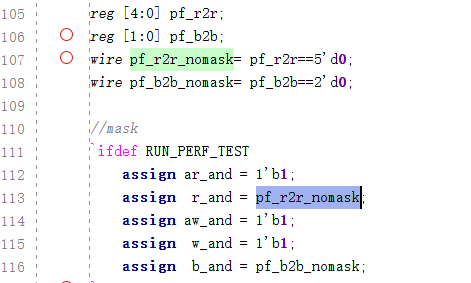 105 reg [4:0] pf_r2r;
106 reg [1:0] pf_b2b;
107 wire pf_r2r_nomask= pf_r2r==5'd0;
108 wire pf_b2b_nomask= pf_b2b==2'd0;
109
110 //mask
111 `ifdef RUN_PERF_TEST
112 assign ar_and = 1'b1;
113 assign  r_and = pf_r2r_nomask;
114 assign aw_and = 1'b1;
115 assign  w_and = 1'b1;
116 assign  b_and = pf_b2b_nomask;